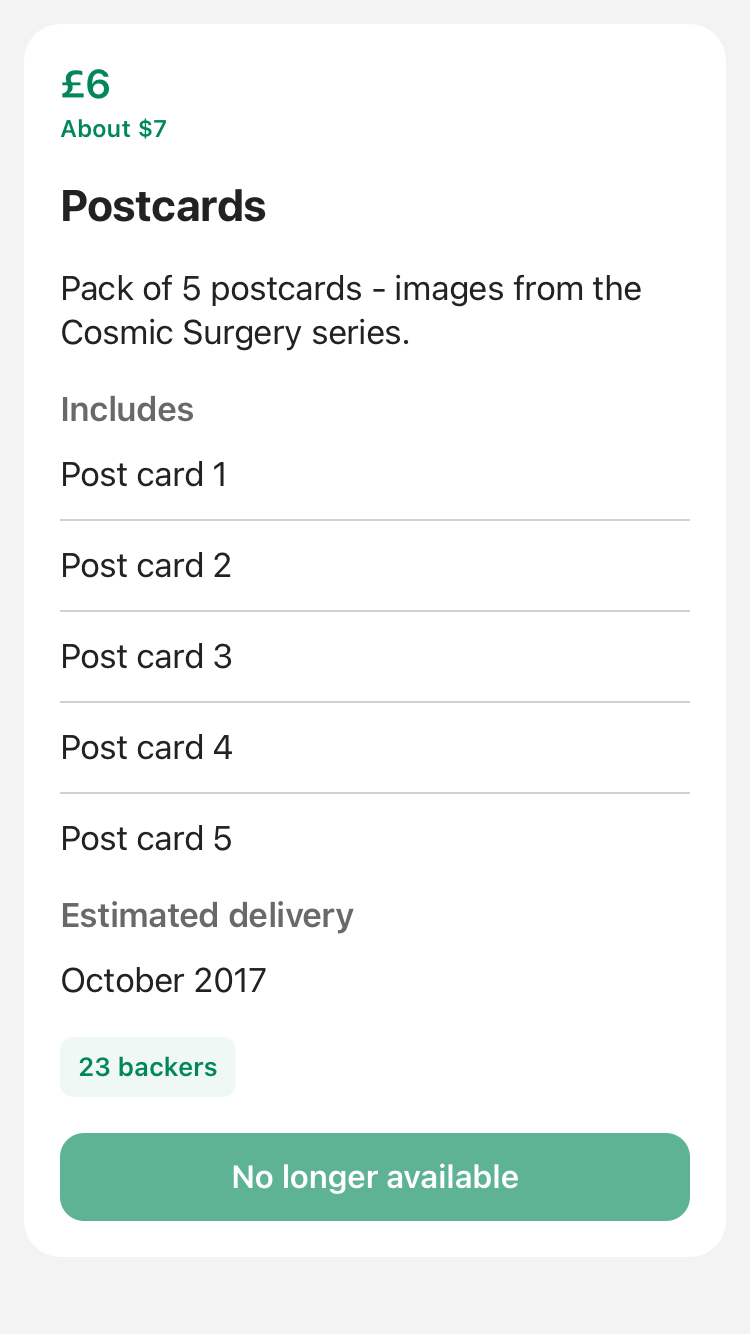 £6
About $7
Postcards
Pack of 5 postcards - images from the
Cosmic Surgery series.
Includes
Post card 1
Post card 2
Post card 3
Post card 4
Post card 5
Estimated delivery
October 2017
23 backers
No longer available